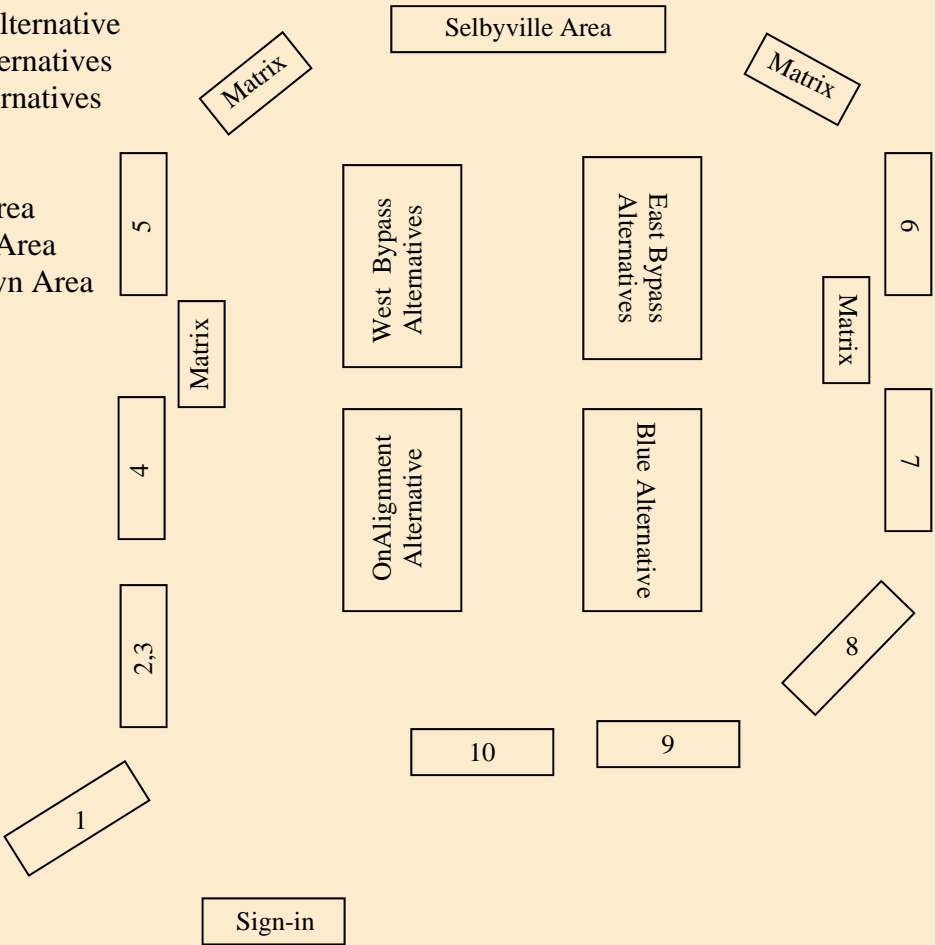 lternative
ernatives
rnatives
rea
Area
wn Area
Selbyville Area
Matrix
Matrix
5
West Bypass
Alternatives
East Bypass
Alternatives
6
Matrix
Matrix
4
OnAlignment
Alternative
Blue Alternative
7
2,3
8
10
9
1
Sign-in